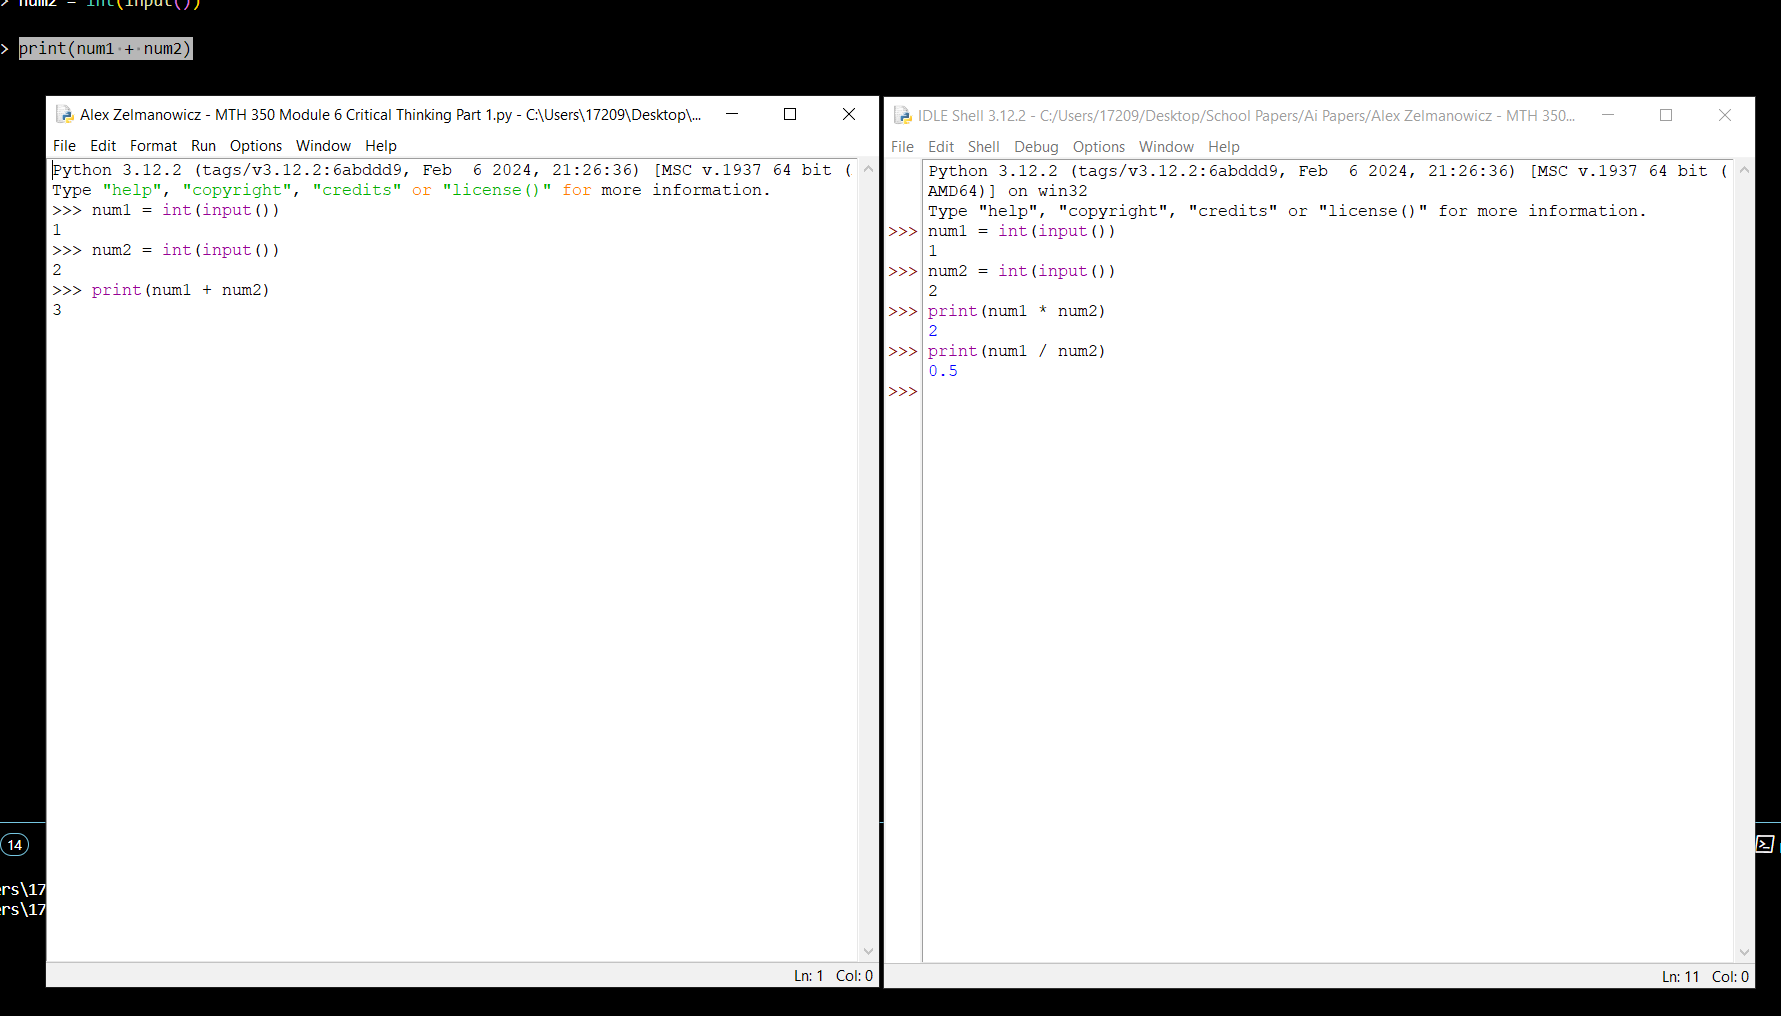 > num2 = int(input())
> print(num1 + num2)
Alex Zelmanowicz - MTH 350 Module 6 Critical Thinking Part 1.py - C:\Users\17209\Desktop\...
File Edit Format Run Options Window Help
Python 3.12.2 (tags/v3.12.2:6abddd9, Feb  6 2024, 21:26:36) [MSC v.1937 64 bit (
Type "help", "copyright", "credits" or "license()" for more information.
>>> num1 = int(input())
1
>>> num2 = int(input())
2
>>> print(num1 + num2)
3
Ln: 1 Col: 0
IDLE Shell 3.12.2 - C:/Users/17209/Desktop/School Papers/Ai Papers/Alex Zelmanowicz - MTH 350...
File Edit Shell Debug Options Window Help
Python 3.12.2 (tags/v3.12.2:6abddd9, Feb  6 2024, 21:26:36) [MSC v.1937 64 bit (
AMD64)] on win32
Type "help", "copyright", "credits" or "license()" for more information.
>>> num1 = int(input())
1
>>> num2 = int(input())
2
>>> print(num1 * num2)
2
>>> print(num1 / num2)
0.5
>>>
Ln: 11 Col: 0
14
ers\17
ers\17